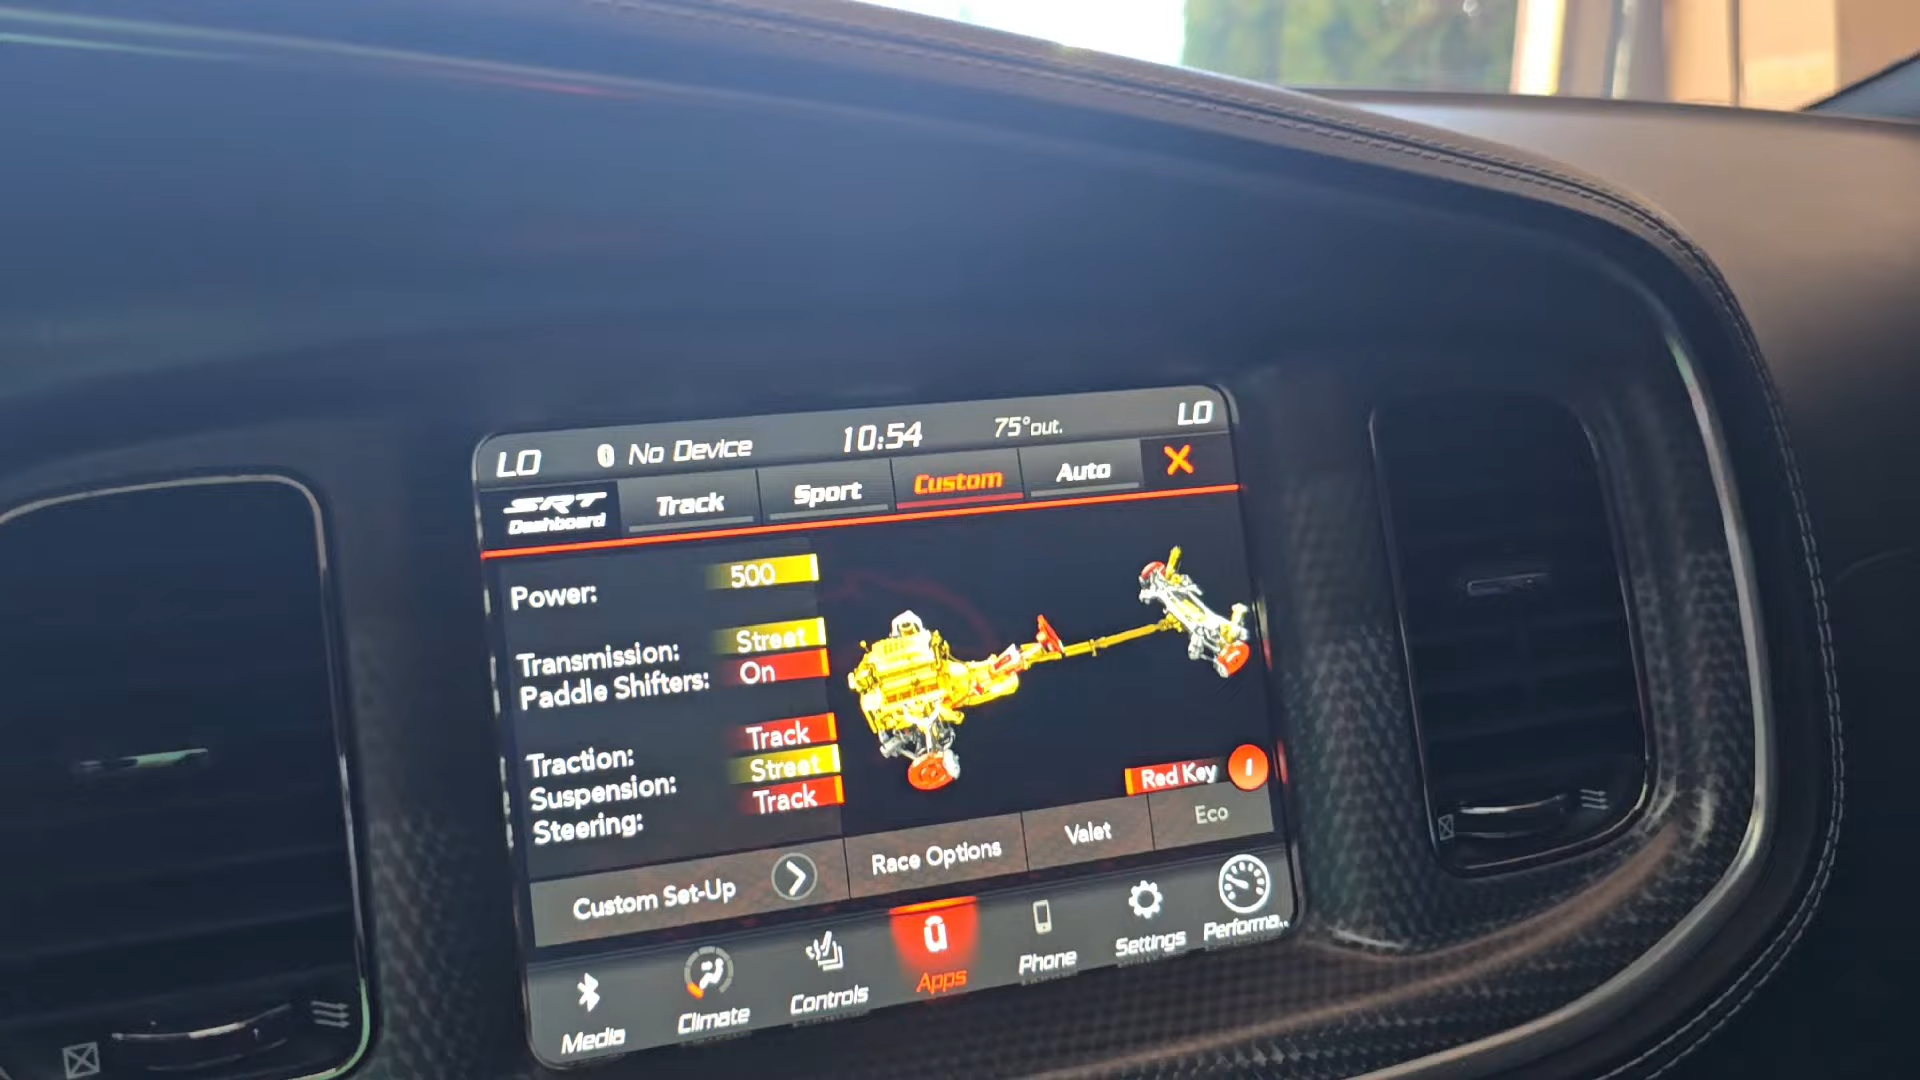 LO No Device 10:54 75°out. LO
SRT Dashboard Track Sport Custom Auto X
Power: 500
Transmission: Street
Paddle Shifters: On
Traction: Track
Suspension: Street
Steering: Track
Red Key
Custom Set-Up Race Options Valet Eco
Media Climate Controls Apps Phone Settings Performa..